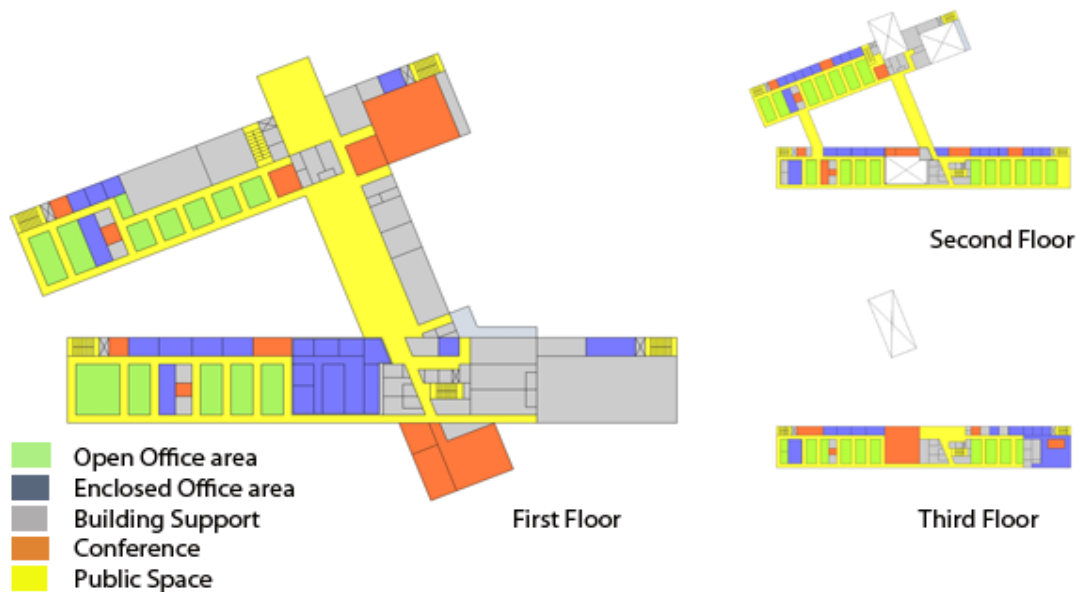 Second Floor
Open Office area
Enclosed Office area
Building Support
Conference
Public Space
First Floor
Third Floor